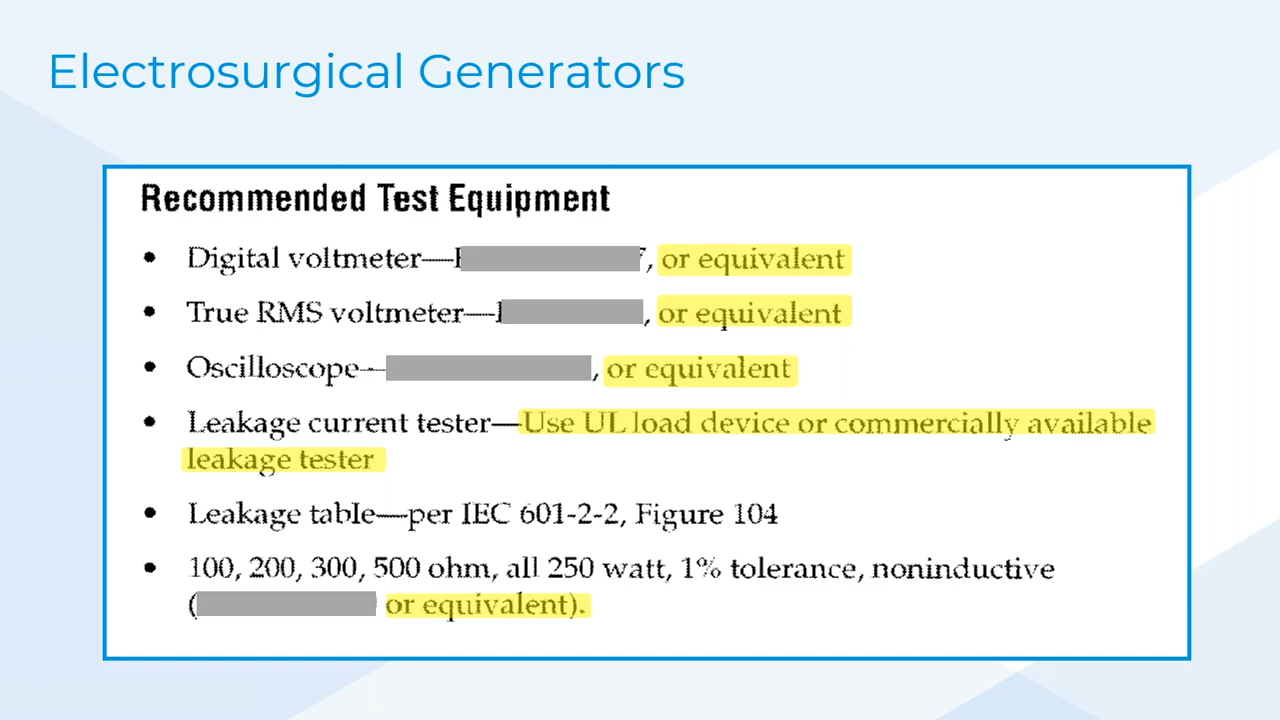 Electrosurgical Generators
Recommended Test Equipment
• Digital voltmeter— , or equivalent
• True RMS voltmeter— , or equivalent
• Oscilloscope— , or equivalent
• Leakage current tester—Use UL load device or commercially available
leakage tester
• Leakage table—per IEC 601-2-2, Figure 104
• 100, 200, 300, 500 ohm, all 250 watt, 1% tolerance, noninductive
( or equivalent).